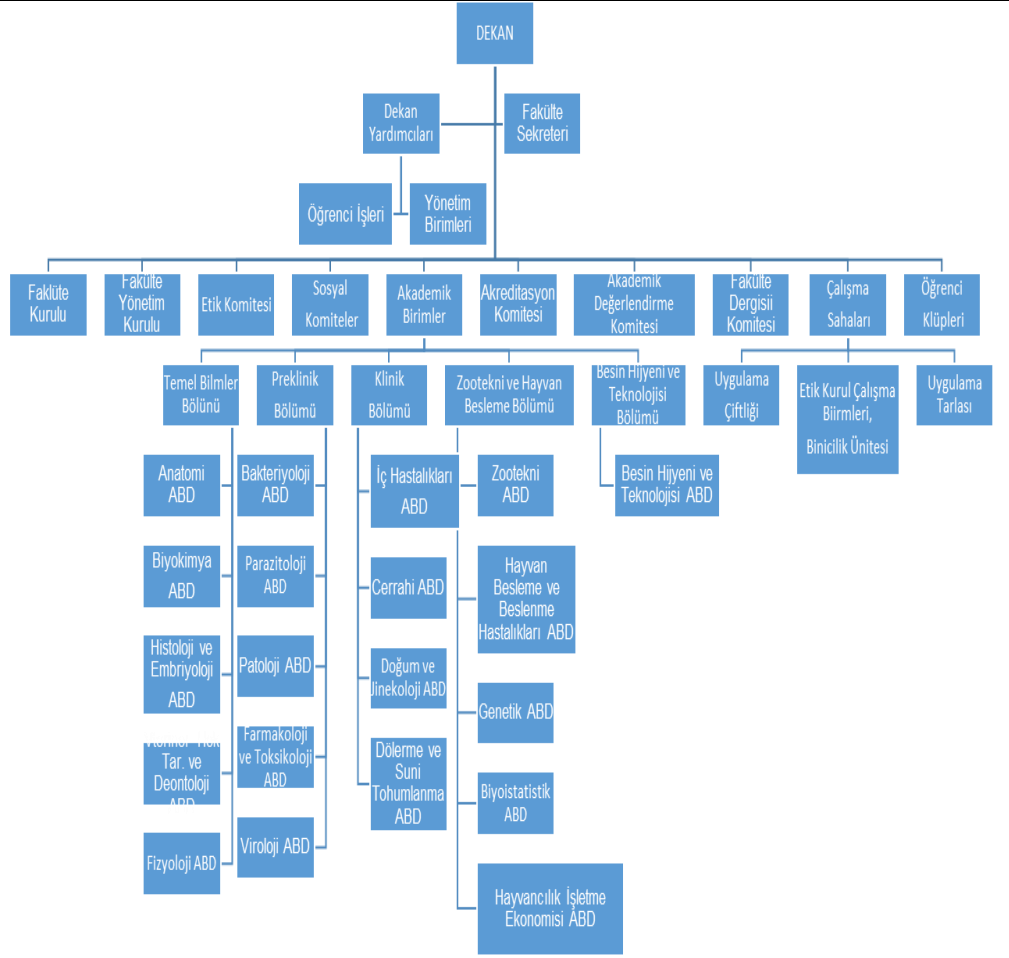 DEKAN
Dekan
Yardımcıları
Fakülte
Sekreteri
Öğrenci İşleri
Yönetim
Birimleri
Faklüte
Kurulu
Fakülte
Yönetim
Kurulu
Etik Komitesi
Sosyal
Komiteler
Akademik
Birimler
Akreditasyon
Komitesi
Akademik
Değerlendirme
Komitesi
Fakülte
Dergisii
Komitesi
Çalışma
Sahaları
Öğrenci
Klüpleri
Temel Bilmler
Bölünü
Preklinik
Bölümü
Klinik
Bölümü
Zootekni ve Hayvan
Besleme Bölümü
Besin Hijyeni ve
Teknolojisi
Bölümü
Uygulama
Çiftliği
Etik Kurul Çalışma
Biirmleri,
Binicilik Ünitesi
Uygulama
Tarlası
Anatomi
ABD
Bakteriyoloji
ABD
İç Hastalıkları
ABD
Zootekni
ABD
Besin Hijyeni ve
Teknolojisi ABD
Biyokimya
ABD
Parazitoloji
ABD
Cerrahi ABD
Hayvan
Besleme ve
Beslenme
Hastalıkları ABD
Histoloji ve
Embriyoloji
ABD
Patoloji ABD
Doğum ve
Jinekoloji ABD
Genetik ABD
Tar. ve
Deontoloji
ABD
Farmakoloji
ve Toksikoloji
ABD
Dölerme ve
Suni
Tohumlanma
ABD
Biyoistatistik
ABD
Fizyoloji ABD
Viroloji ABD
Hayvancılık İşletme
Ekonomisi ABD